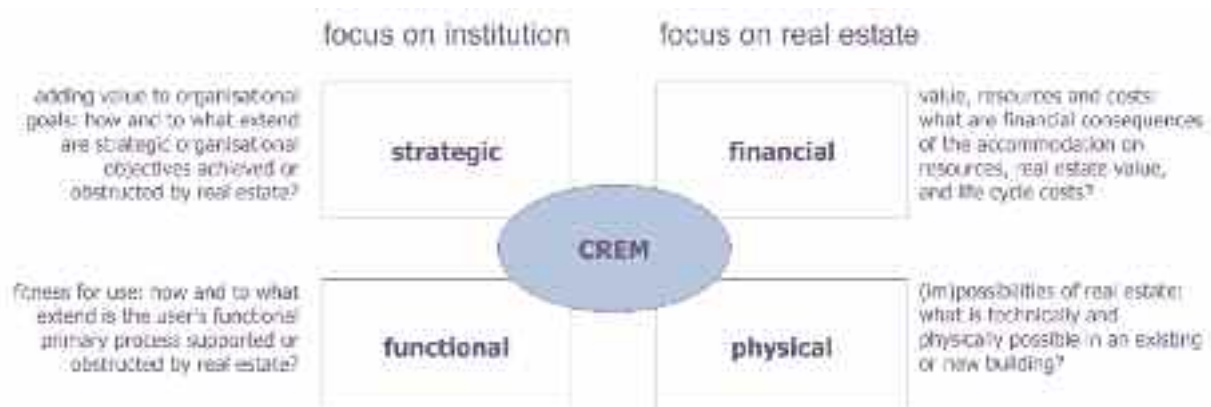 focus on institution
focus on real estate
adding value to organisational
goals: how and to what extend
are strategic organisational
objectives achieved or
obstructed by real estate?
strategic
financial
value, resources and costs:
what are financial consequences
of the accommodation on
resources, real estate value,
and life cycle costs?
CREM
fitness for use: how and to what
extend is the user's functional
primary process supported or
obstructed by real estate?
functional
physical
(im)possibilities of real estate:
what is technically and
physically possible in an existing
or new building?